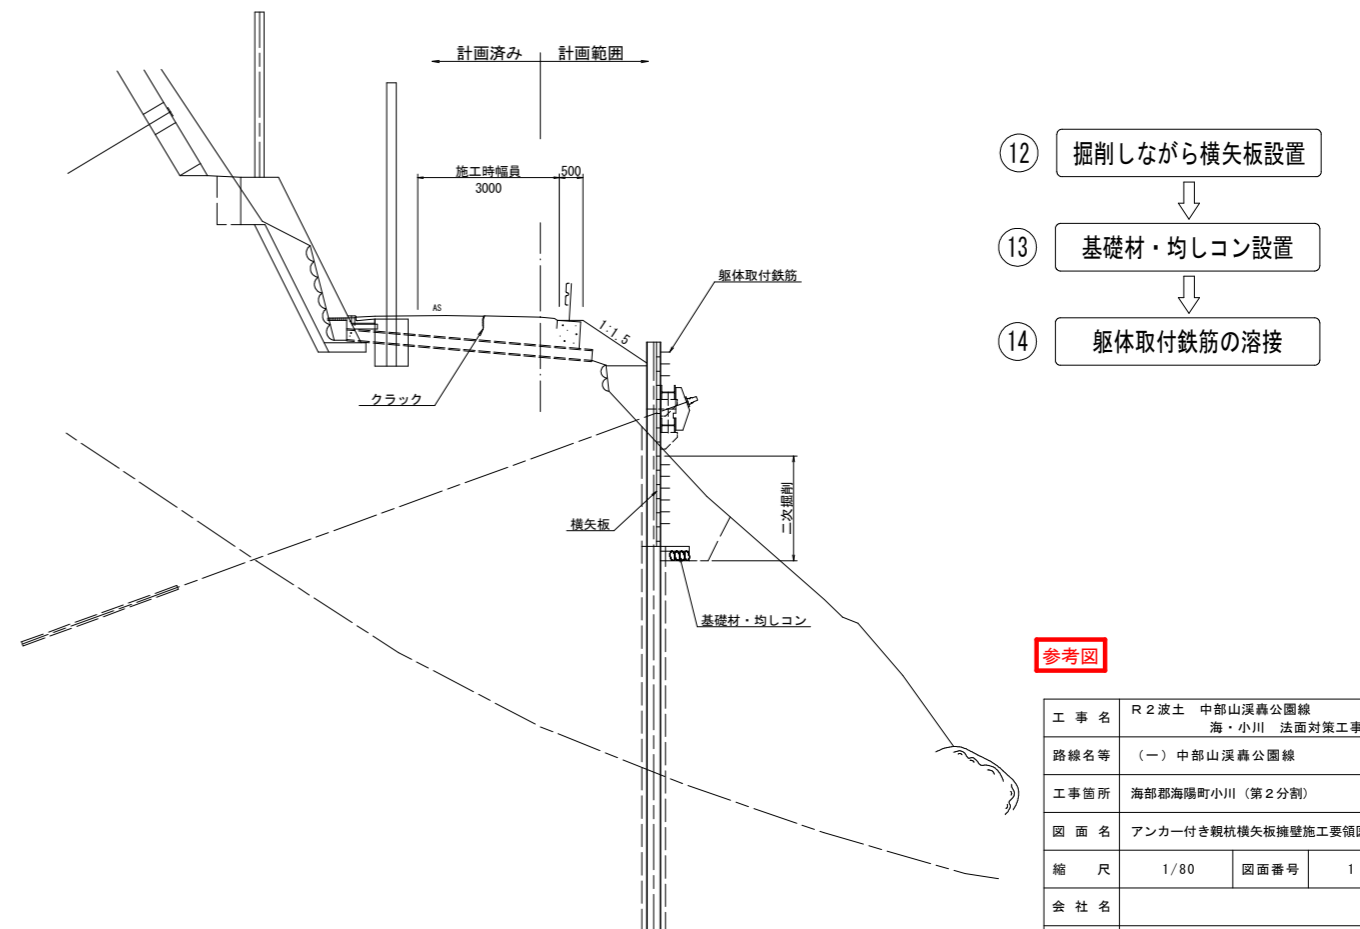 計画済み 計画範囲
施工時幅員 500
3000
躯体取付鉄筋
AS
1:1.5
クラック
横矢板
二次掘削
基礎材・均しコン
12 掘削しながら横矢板設置
13 基礎材・均しコン設置
14 躯体取付鉄筋の溶接
参考図
工事名 R2波土 中部山渓轟公園線
海・小川 法面対策工事
路線名等 (一)中部山渓轟公園線
工事箇所 海部郡海陽町小川(第2分割)
図面名 アンカー付き親杭横矢板擁壁施工要領図
縮尺 1/80 図面番号 1
会社名